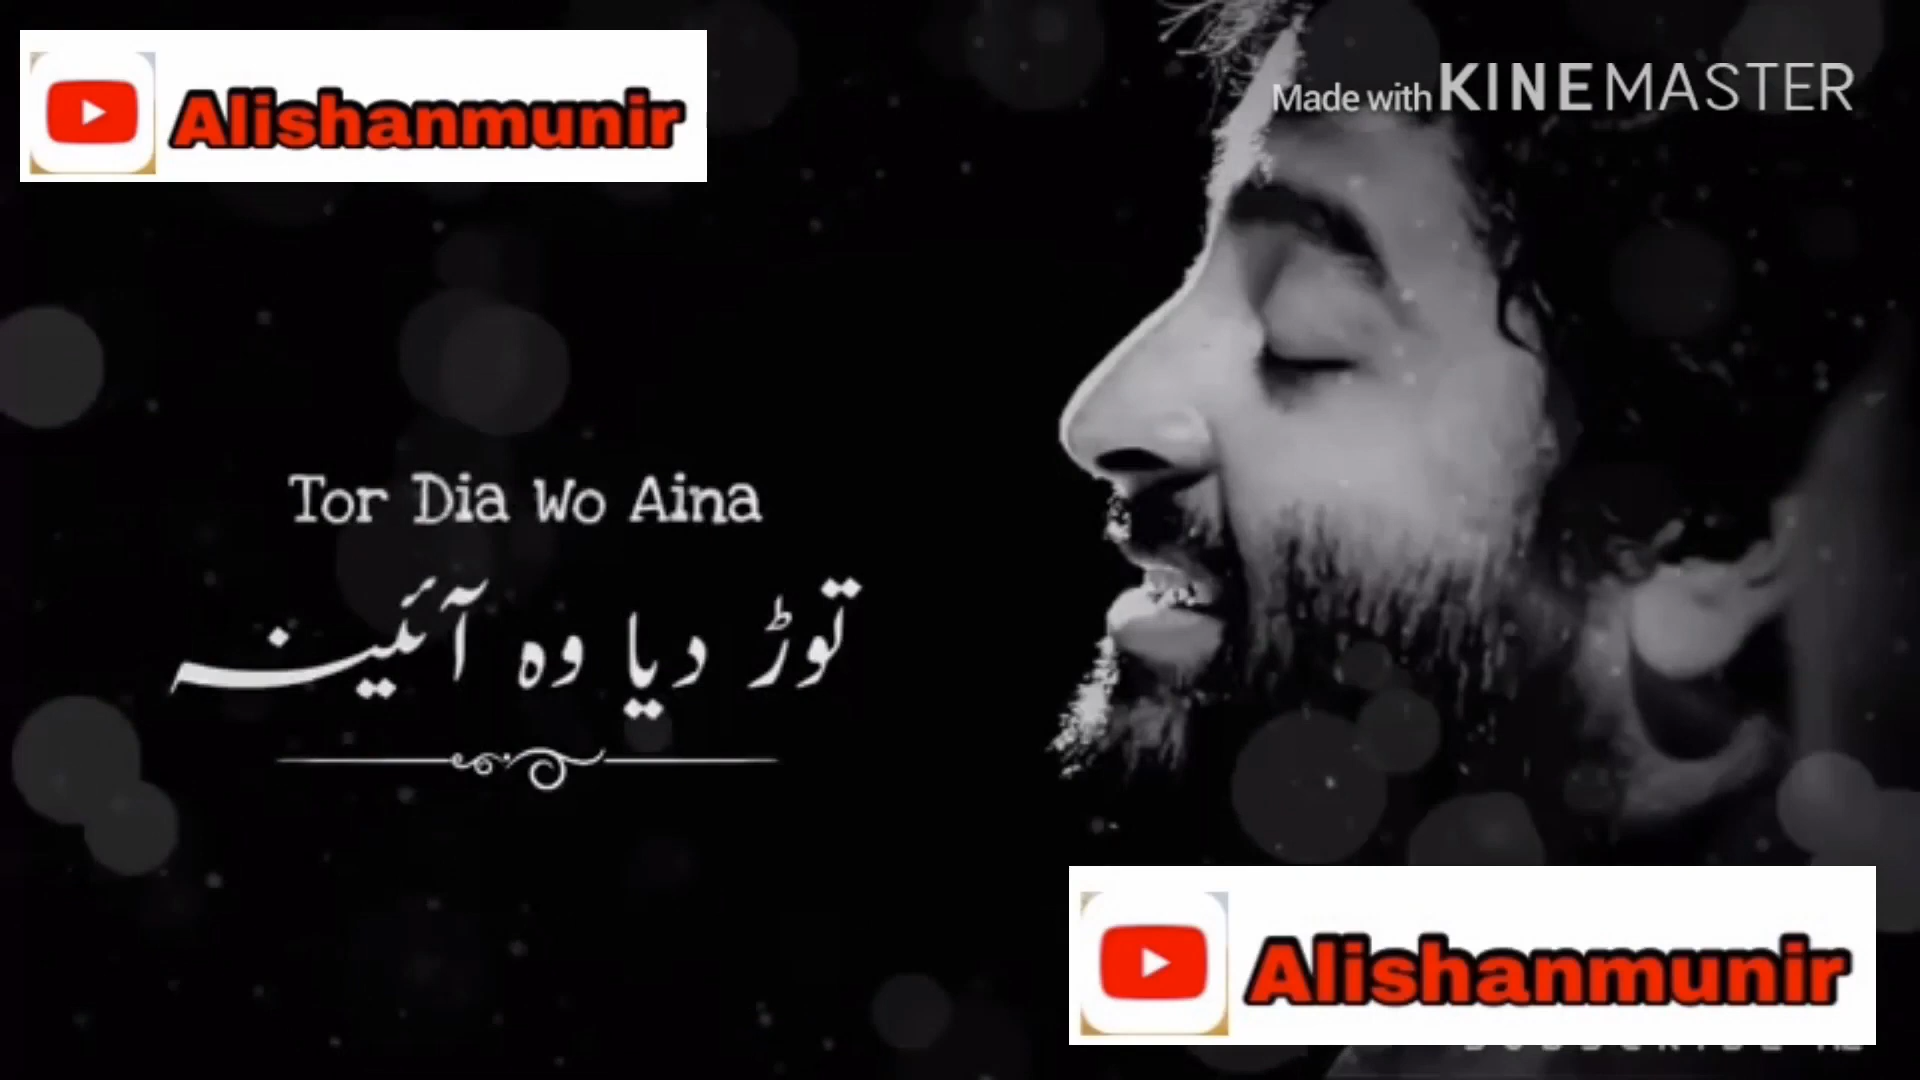 Alishanmunir
Made with KINEMASTER
Tor Dia Wo Aina
توڑ دیا وہ آئینہ
Alishanmunir